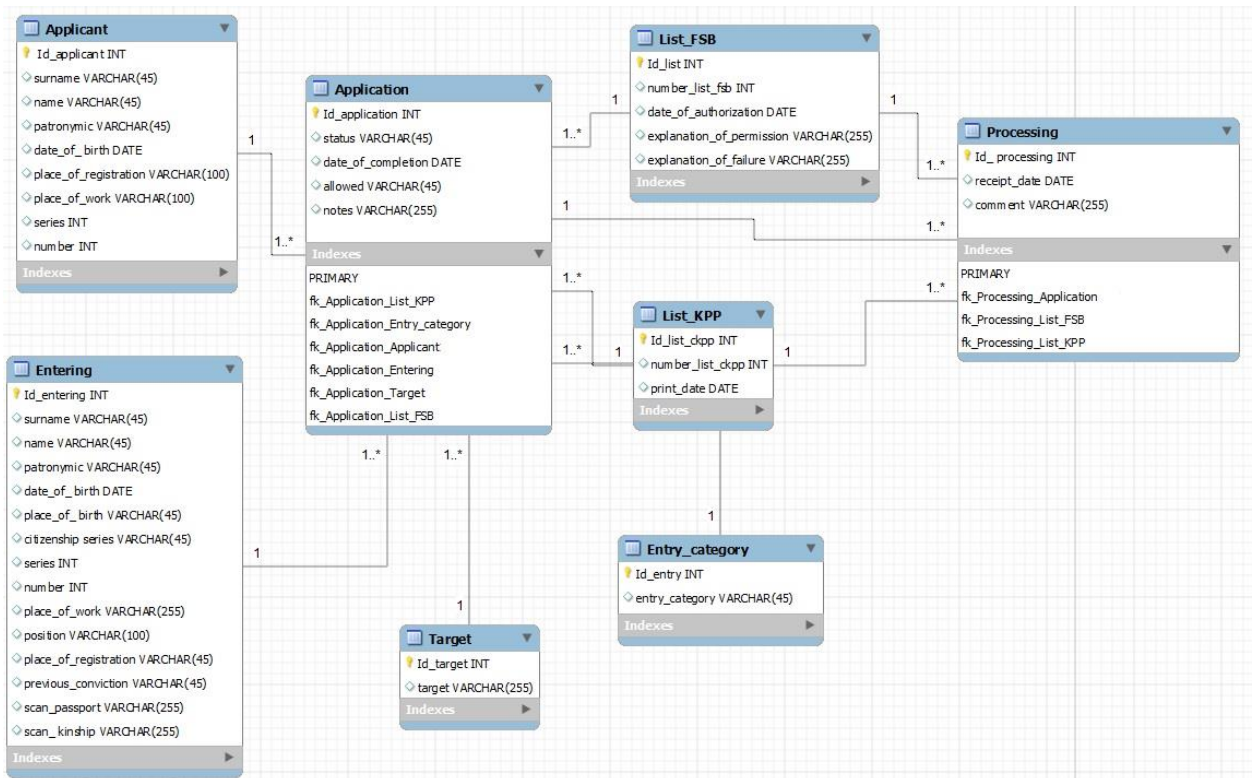 Applicant
Id_applicant INT
surname VARCHAR(45)
name VARCHAR(45)
patronymic VARCHAR(45)
date_of_ birth DATE
place_of_registration VARCHAR(100)
place_of_work VARCHAR(100)
series INT
number INT
Indexes
1
1..*
Application
Id_application INT
status VARCHAR(45)
date_of_completion DATE
allowed VARCHAR(45)
notes VARCHAR(255)
Indexes
PRIMARY
fk_Application_List_KPP
fk_Application_Entry_category
fk_Application_Applicant
fk_Application_Entering
fk_Application_Target
fk_Application_List_FSB
1..*
1
1
1..*
1..*
1..*
1..*
List_FSB
Id_list INT
number_list_fsb INT
date_of_authorization DATE
explanation_of_permission VARCHAR(255)
explanation_of_failure VARCHAR(255)
Indexes
1
1..*
Processing
Id_ processing INT
receipt_date DATE
comment VARCHAR(255)
Indexes
PRIMARY
fk_Processing_Application
fk_Processing_List_FSB
fk_Processing_List_KPP
1..*
1..*
List_KPP
Id_list_ckpp INT
number_list_ckpp INT
print_date DATE
Indexes
1
1
Entering
Id_entering INT
surname VARCHAR(45)
name VARCHAR(45)
patronymic VARCHAR(45)
date_of_ birth DATE
place_of_ birth VARCHAR(45)
citizenship series VARCHAR(45)
series INT
number INT
place_of_work VARCHAR(255)
position VARCHAR(100)
place_of_registration VARCHAR(45)
previous_conviction VARCHAR(45)
scan_passport VARCHAR(255)
scan_ kinship VARCHAR(255)
Indexes
1
1
Target
Id_target INT
target VARCHAR(255)
Indexes
1
Entry_category
Id_entry INT
entry_category VARCHAR(45)
Indexes